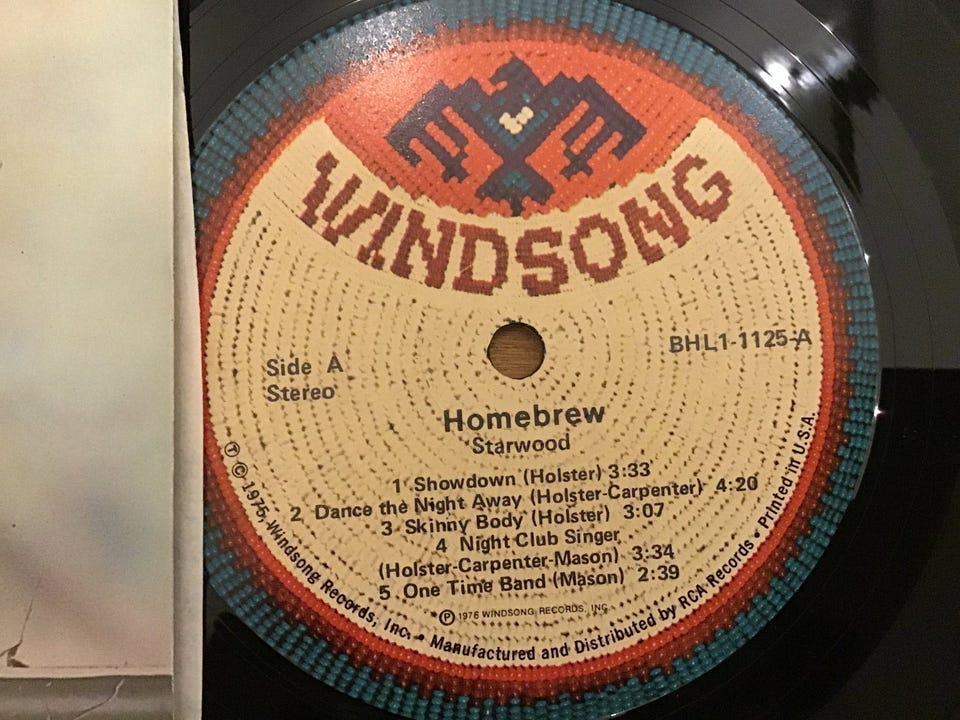 WINDSONG
BHL1-1125-A
Side A
Stereo
Homebrew
Starwood
1 Showdown (Holster) 3:33
2 Dance the Night Away (Holster-Carpenter) 4:20
3 Skinny Body (Holster) 3:07
4 Night Club Singer
(Holster-Carpenter-Mason) 3:34
5 One Time Band (Mason) 2:39
Ⓟ 1976 WINDSONG RECORDS, INC.
Ⓣ © 1975, Windsong Records, Inc. • Manufactured and Distributed by RCA Records • Printed in U.S.A.